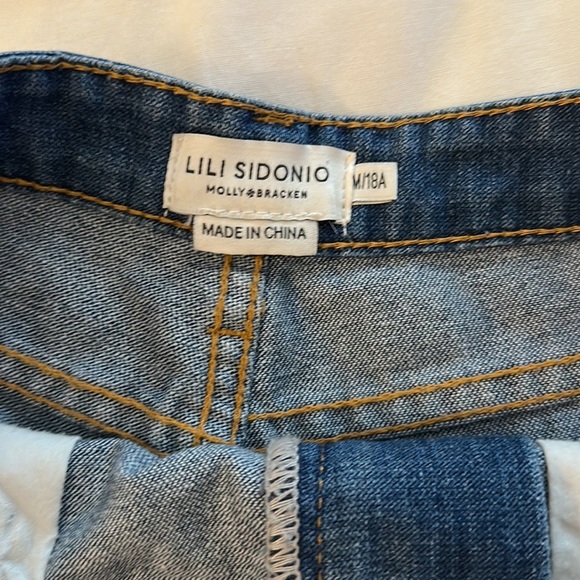 LILI SIDONIO
MOLLY&BRACKEN
M/18A
MADE IN CHINA